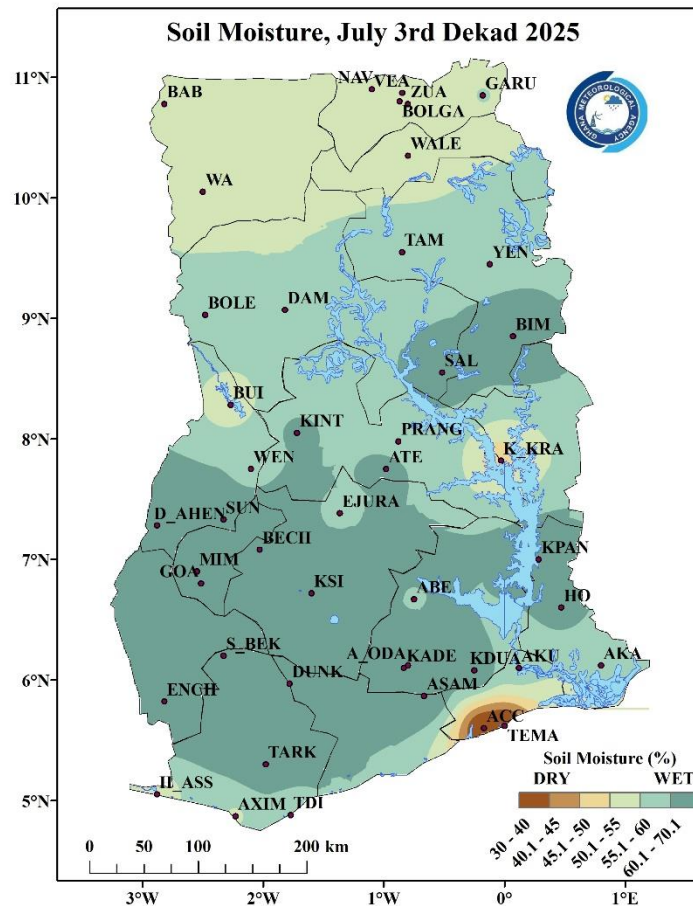 Soil Moisture, July 3rd Dekad 2025
11°N
10°N
9°N
8°N
7°N
6°N
5°N
BAB
NAV
VEA
ZUA
GARU
BOLGA
WALE
WA
TAM
YEN
BOLE
DAM
BIM
SAL
BUI
KINT
PRANG
K_KRA
WEN
ATE
D_AHEN
SUN
EJURA
BECH
KPAN
GOA
MIM
KSI
ABE
HO
S_BEK
A_ODA
KADE
KDUA
AKU
AKA
DUNK
ENCH
ASAM
ACC
TEMA
TARK
H_ASS
AXIM
TDI
GHANA METEOROLOGICAL AGENCY
Soil Moisture (%)
DRY WET
30 - 40
40.1 - 45
45.1 - 50
50.1 - 55
55.1 - 60
60.1 - 70.1
0 100 200 km
3°W 2°W 1°W 0° 1°E